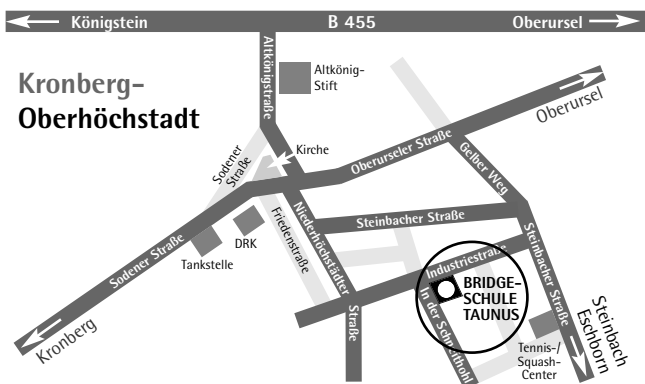 Königstein
B 455
Oberursel
Kronberg-
Oberhöchstadt
Altkönigstraße
Altkönig-
Stift
Oberursel
Kirche
Sodener
Straße
Oberurseler Straße
Gelber Weg
Friedenstraße
Niederhöchstädter
Straße
Steinbacher Straße
Sodener Straße
DRK
Tankstelle
Industriestraße
Steinbacher Straße
BRIDGE-
SCHULE
TAUNUS
In der Schneithohl
Kronberg
Tennis-/
Squash-
Center
Steinbach
Eschborn